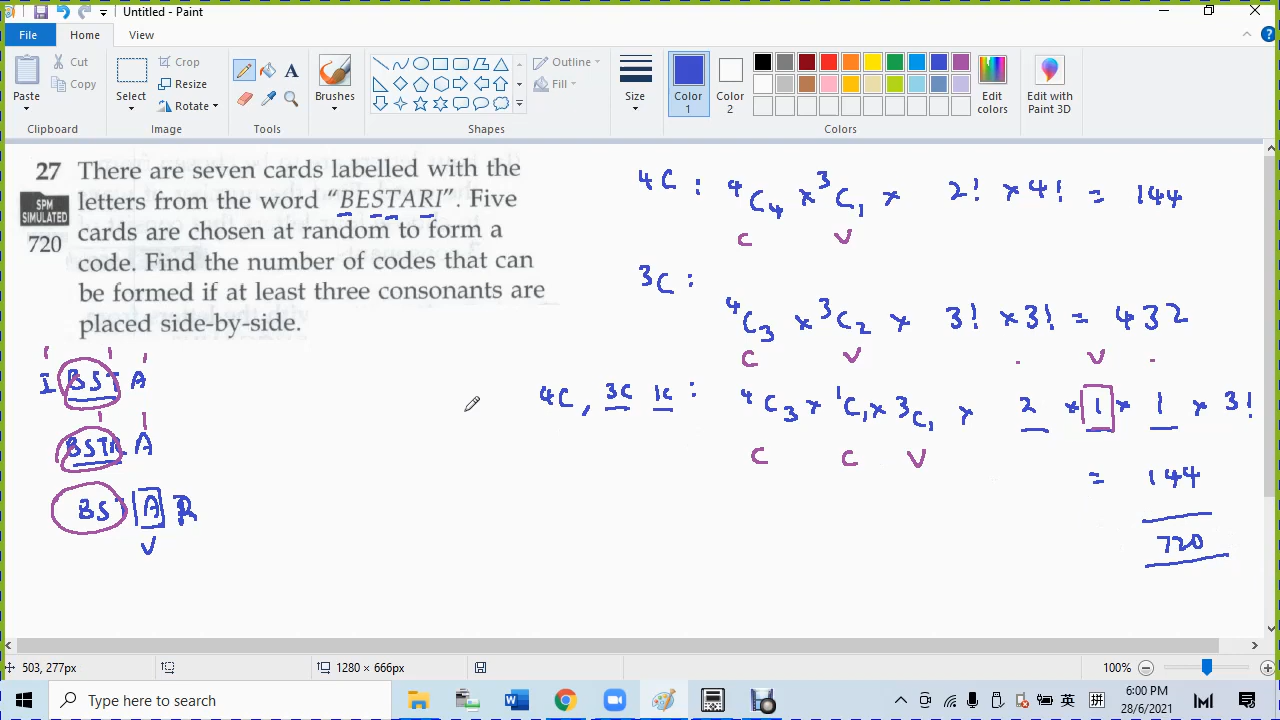 Untitled - Paint
File Home View
Paste Cut Copy Clipboard
Select Crop Resize Rotate Image
Tools
Brushes
Outline Fill Shapes
Size
Color 1 Color 2 Edit colors Colors
Edit with Paint 3D
27 There are seven cards labelled with the
SPM SIMULATED letters from the word "BESTARI". Five
720 cards are chosen at random to form a
code. Find the number of codes that can
be formed if at least three consonants are
placed side-by-side.
I BST A
BSTR A
BST A R
V
4C : ⁴C₄ × ³C₁ × 2! × 4! = 144
C V
3C :
⁴C₃ × ³C₂ × 3! × 3! = 432
C V V
4C, 3C 1C : ⁴C₃ × ¹C₁ × ³C₁ × 2 × 1 × 1 × 3!
C C V
= 144
720
503, 277px 1280 × 666px 100%
Type here to search 英 拼 6:00 PM
28/6/2021